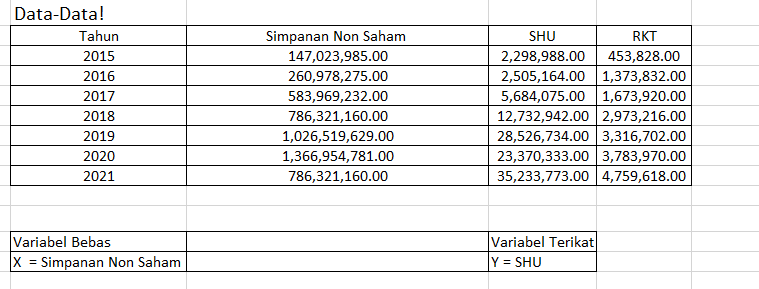 Data-Data!
Tahun Simpanan Non Saham SHU RKT
2015 147,023,985.00 2,298,988.00 453,828.00
2016 260,978,275.00 2,505,164.00 1,373,832.00
2017 583,969,232.00 5,684,075.00 1,673,920.00
2018 786,321,160.00 12,732,942.00 2,973,216.00
2019 1,026,519,629.00 28,526,734.00 3,316,702.00
2020 1,366,954,781.00 23,370,333.00 3,783,970.00
2021 786,321,160.00 35,233,773.00 4,759,618.00
Variabel Bebas Variabel Terikat
X = Simpanan Non Saham Y = SHU